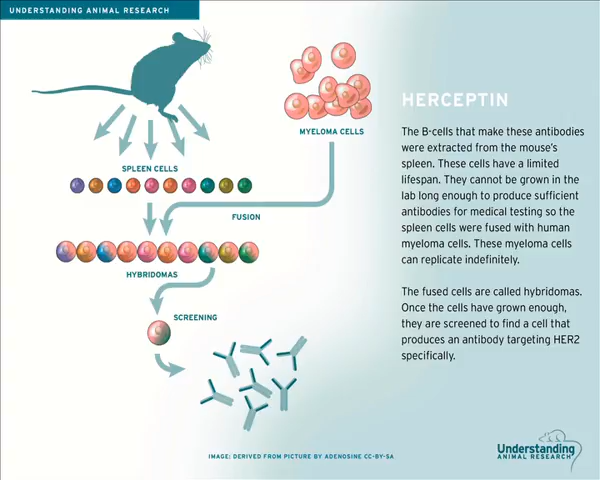 UNDERSTANDING ANIMAL RESEARCH
MYELOMA CELLS
SPLEEN CELLS
FUSION
HYBRIDOMAS
SCREENING
HERCEPTIN
The B-cells that make these antibodies
were extracted from the mouse's
spleen. These cells have a limited
lifespan. They cannot be grown in the
lab long enough to produce sufficient
antibodies for medical testing so the
spleen cells were fused with human
myeloma cells. These myeloma cells
can replicate indefinitely.
The fused cells are called hybridomas.
Once the cells have grown enough,
they are screened to find a cell that
produces an antibody targeting HER2
specifically.
IMAGE: DERIVED FROM PICTURE BY ADENOSINE CC-BY-SA
Understanding
ANIMAL RESEARCH